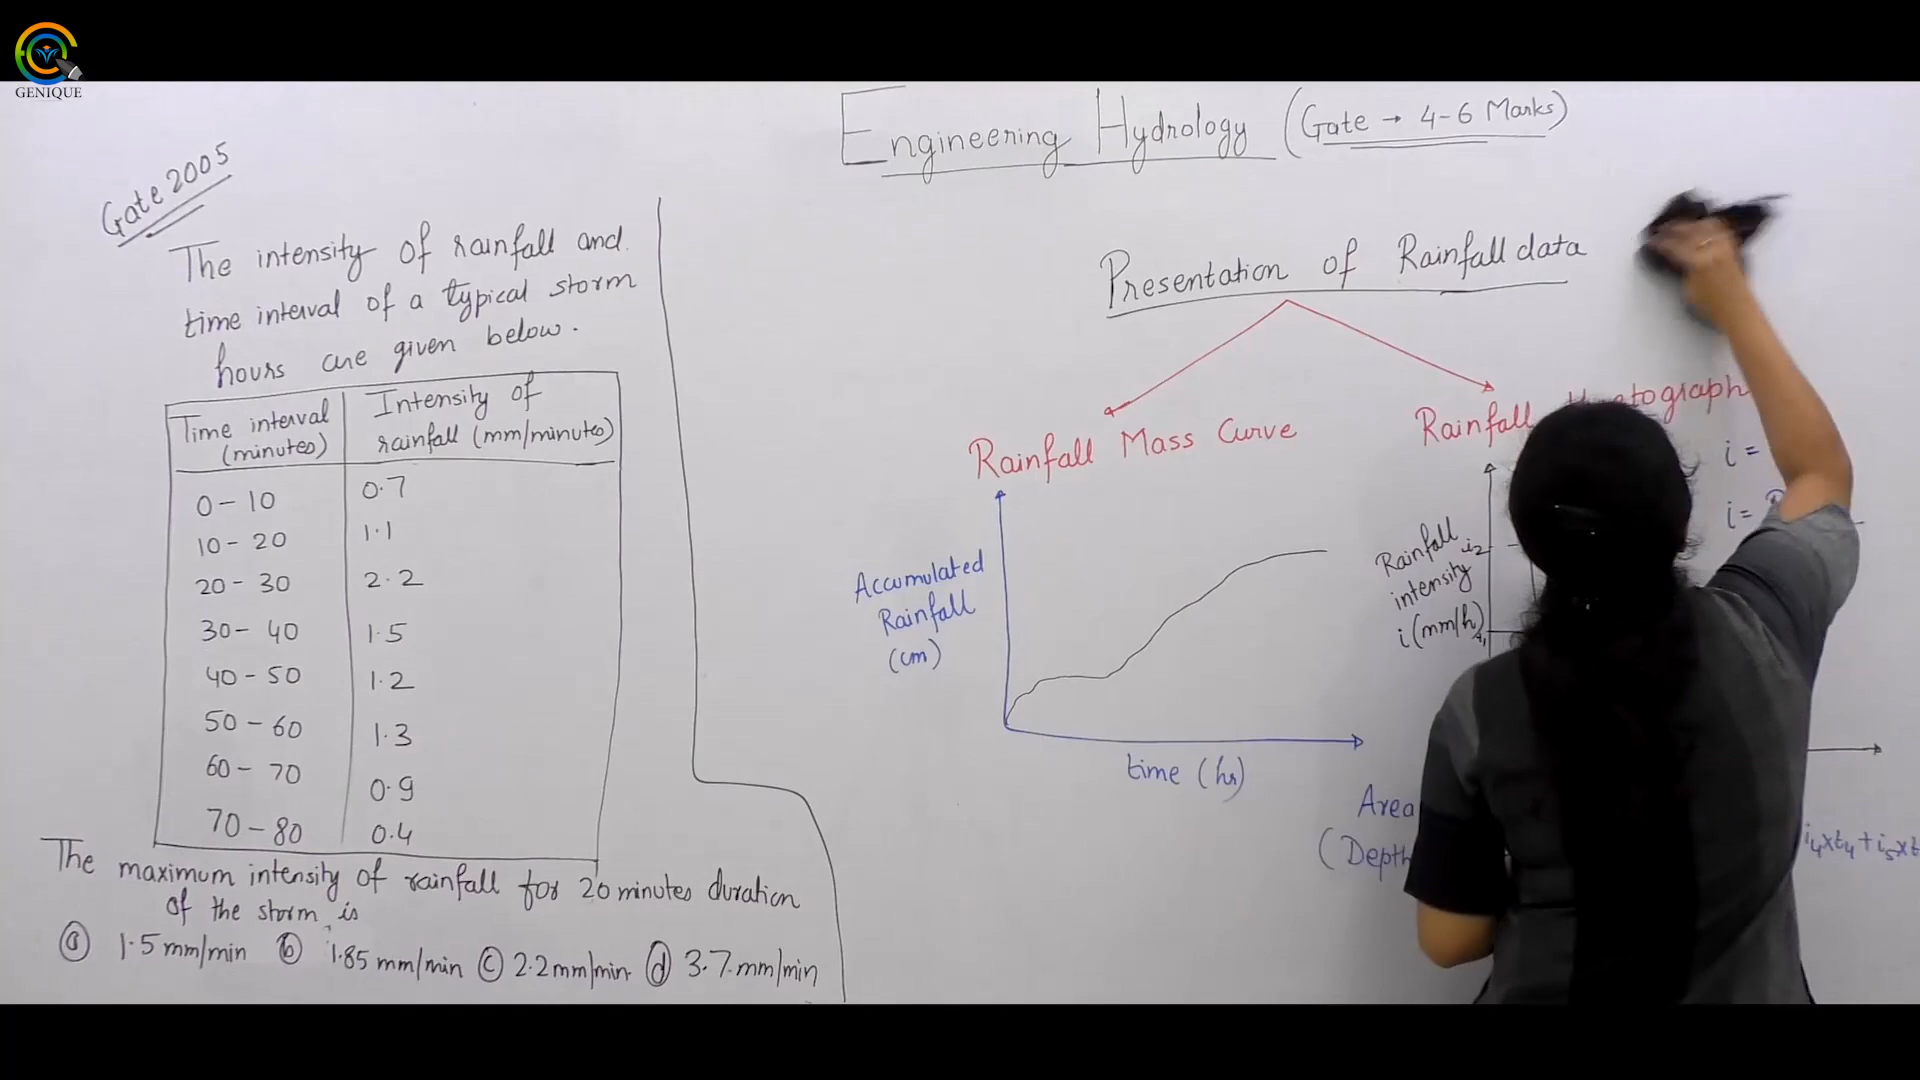 GENIQUE
Engineering Hydrology (Gate → 4-6 Marks)
Gate 2005
The intensity of rainfall and
time interval of a typical storm
hours are given below.
Time interval (minutes) Intensity of rainfall (mm/minutes)
0-10 0.7
10-20 1.1
20-30 2.2
30-40 1.5
40-50 1.2
50-60 1.3
60-70 0.9
70-80 0.4
The maximum intensity of rainfall for 20 minutes duration
of the storm is
(a) 1.5 mm/min (b) 1.85 mm/min (c) 2.2 mm/min (d) 3.7 mm/min
Presentation of Rainfall data
Rainfall Mass Curve
Accumulated
Rainfall
(cm)
time (hr)
Rainfall
i =
i =
Rainfall
intensity
i (mm/h)
i2
Area
(Depth
i4xt4+i5xt